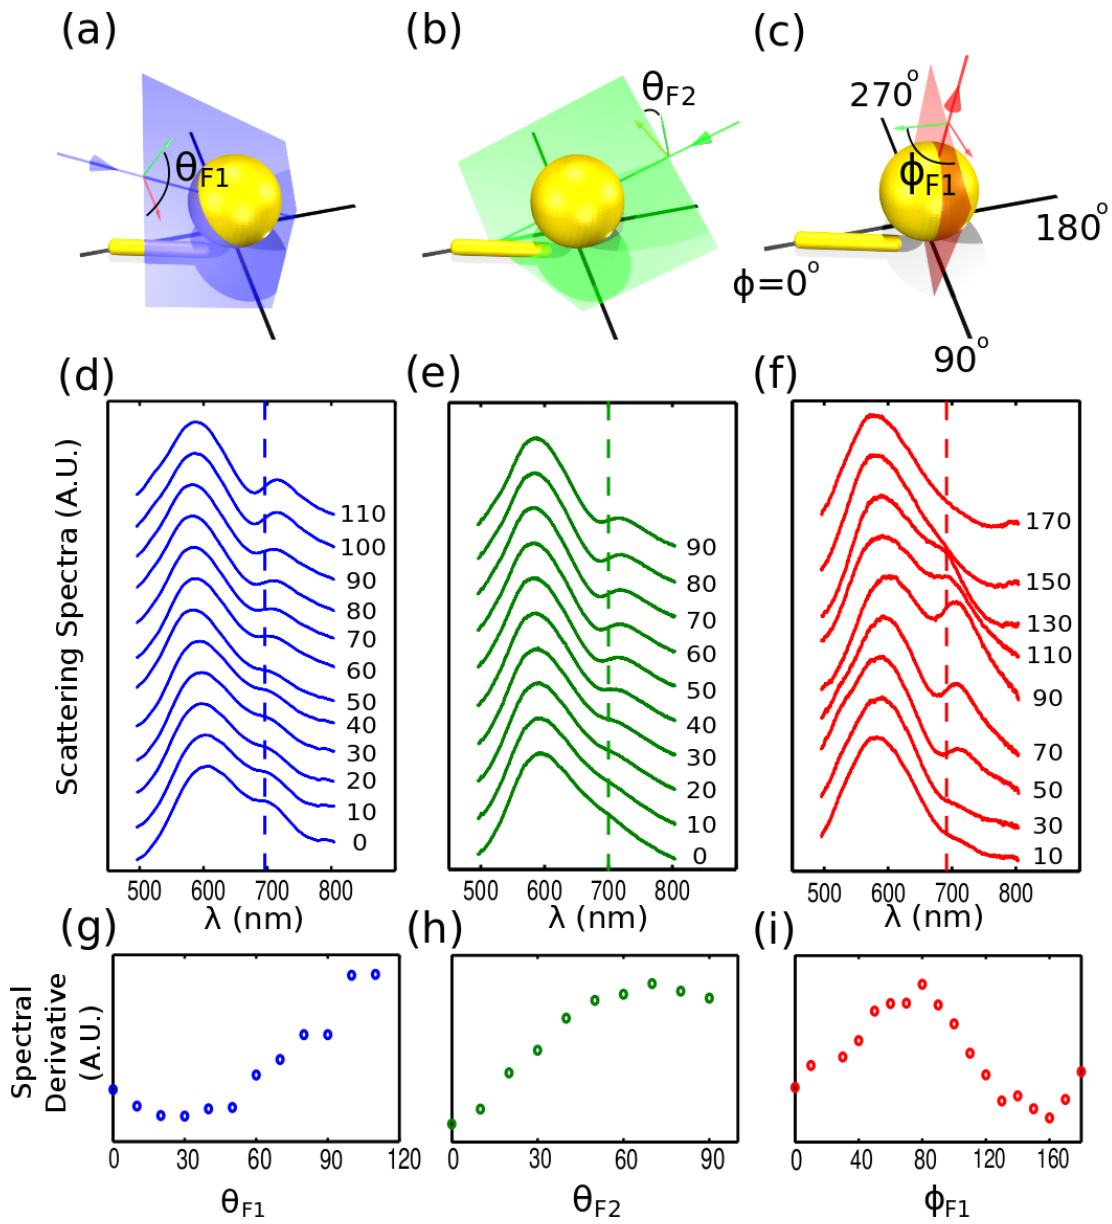 (a) (b) (c)
θF1
θF2
270°
ϕF1
180°
ϕ=0°
90°
(d) (e) (f)
Scattering Spectra (A.U.)
110
100
90
80
70
60
50
40
30
20
10
0
90
80
70
60
50
40
30
20
10
0
170
150
130
110
90
70
50
30
10
500 600 700 800
500 600 700 800
500 600 700 800
λ (nm) λ (nm) λ (nm)
(g) (h) (i)
Spectral
Derivative
(A.U.)
0 30 60 90 120
0 30 60 90
0 40 80 120 160
θF1 θF2 ϕF1